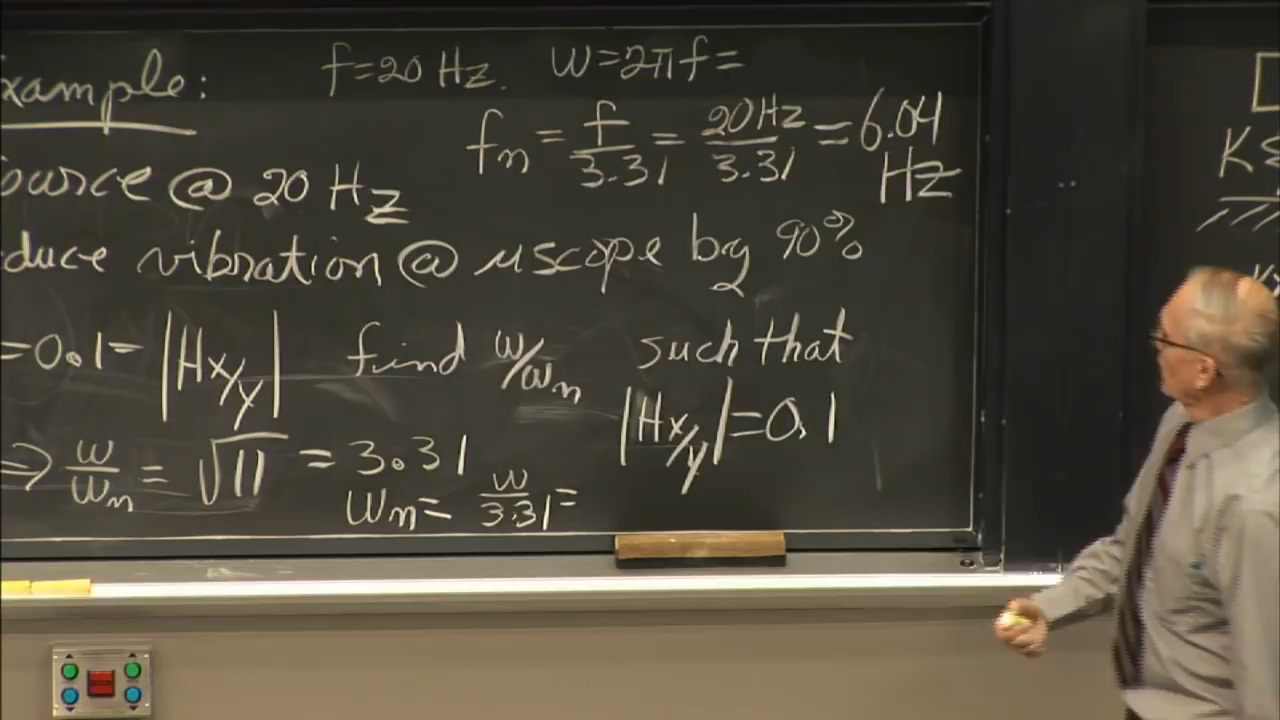 xample:
f=20 Hz. ω=2πf=
fn = f/3.31 = 20Hz/3.31 = 6.04 Hz
ource @ 20 Hz
duce vibration @ μscope by 90%
=0.1= |Hx/y| find ω/ωn such that
|Hx/y|=0.1
⇒ ω/ωn = √11 = 3.31
ωn= ω/3.31 =
K